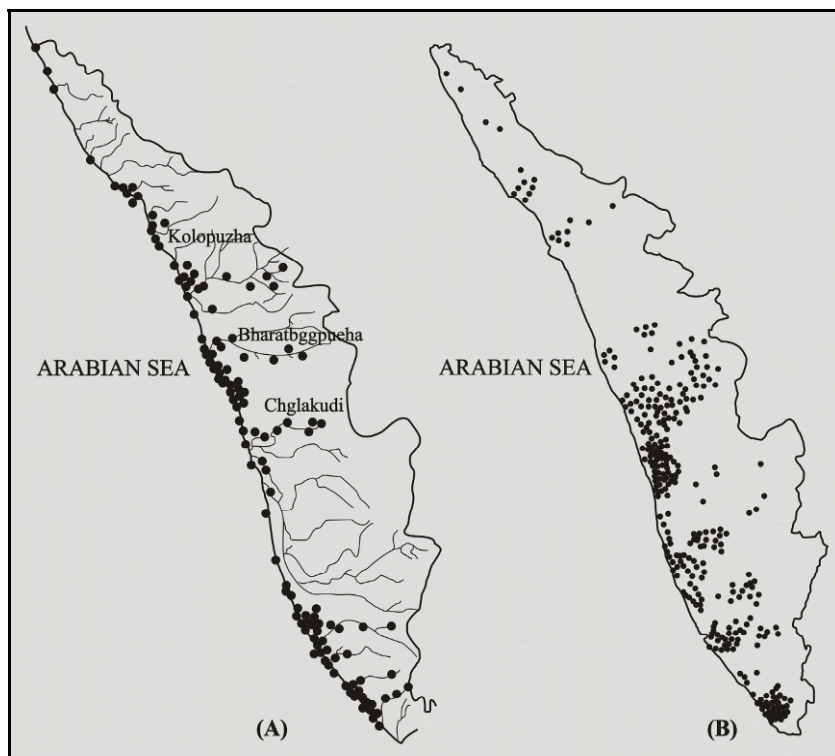 Kolopuzha
Bharatbggpueha
ARABIAN SEA
ARABIAN SEA
Chglakudi
(A)
(B)